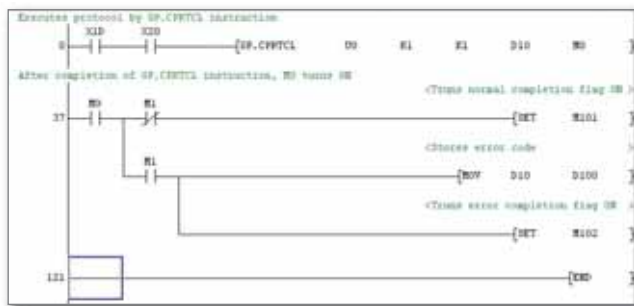 Executes protocol by GP.CPRTCL instruction
X1D X20
0 GP.CPRTCL U0 K1 K1 D10 M0
After completion of GP.CPRTCL instruction, M0 turns ON
<Turns normal completion flag ON >
M0 M1
37 SET M101
<Stores error code >
M1
MOV D10 D100
<Turns error completion flag ON >
SET M102
121 END